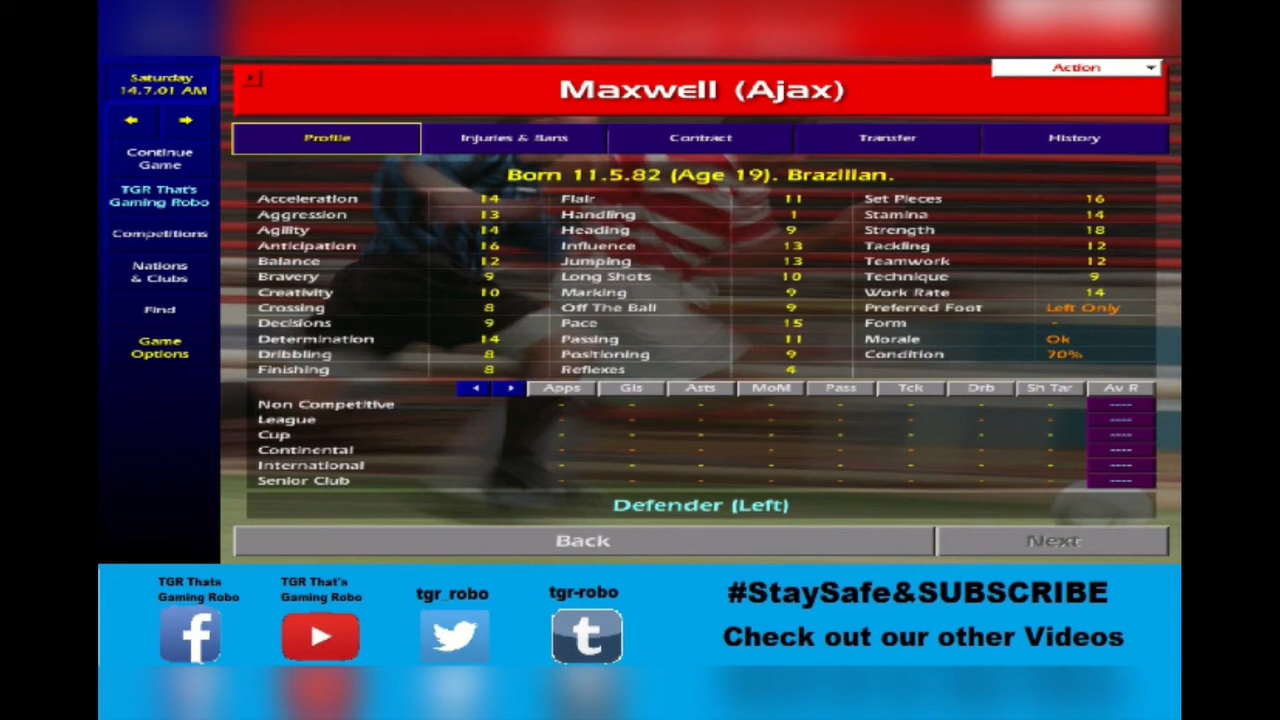 Saturday
14.7.01 AM
Continue
Game
TGR That's
Gaming Robo
Competitions
Nations
& Clubs
Find
Game
Options
Action
Maxwell (Ajax)
Profile Injuries & Bans Contract Transfer History
Born 11.5.82 (Age 19). Brazilian.
Acceleration 14 Flair 11 Set Pieces 16
Aggression 13 Handling 1 Stamina 14
Agility 14 Heading 9 Strength 18
Anticipation 16 Influence 13 Tackling 12
Balance 12 Jumping 13 Teamwork 12
Bravery 9 Long Shots 10 Technique 9
Creativity 10 Marking 9 Work Rate 14
Crossing 8 Off The Ball 9 Preferred Foot Left Only
Decisions 9 Pace 15 Form -
Determination 14 Passing 11 Morale Ok
Dribbling 8 Positioning 9 Condition 70%
Finishing 8 Reflexes 4
Apps Gls Asts MoM Pass Tck Drb Sh Tar Av R
Non Competitive - - - - - - - - ----
League - - - - - - - - ----
Cup - - - - - - - - ----
Continental - - - - - - - - ----
International - - - - - - - - ----
Senior Club - - - - - - - - ----
Defender (Left)
Back Next
TGR Thats
Gaming Robo
TGR That's
Gaming Robo
tgr_robo
tgr-robo
#StaySafe&SUBSCRIBE
Check out our other Videos